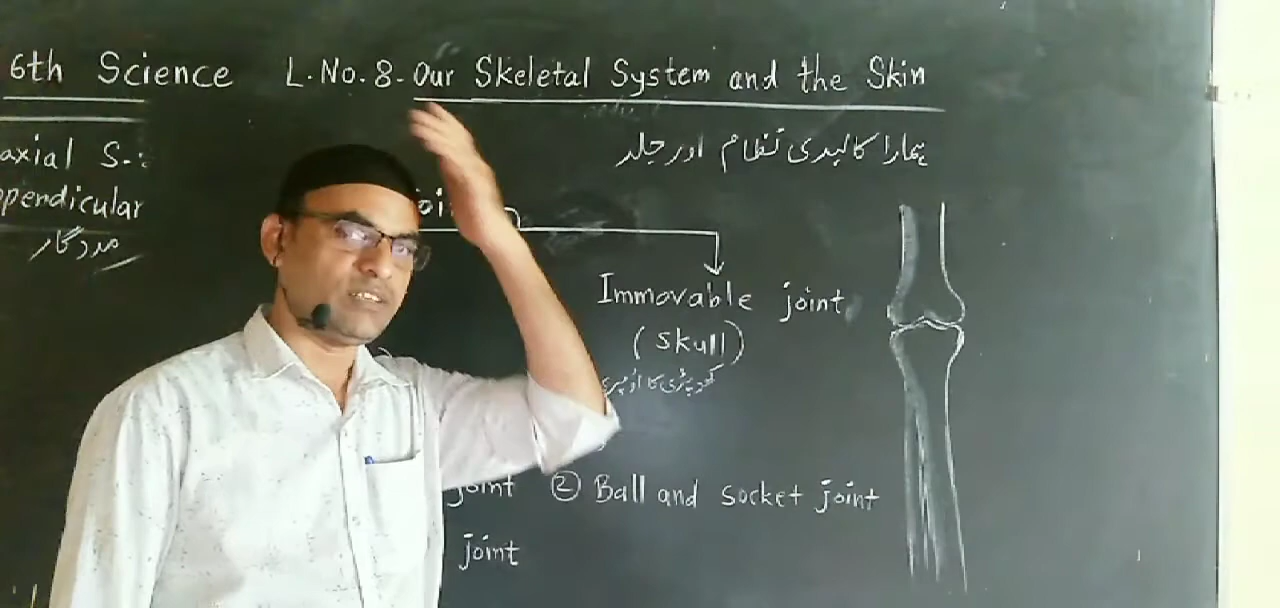 6th Science L.No.8-Our Skeletal System and the Skin
ہمارا کالبدی نظام اور جلد
axial S-:
pendicular
مددگار
Immovable joint
(skull)
کھوپڑی کا اوپری
joint ② Ball and socket joint
joint